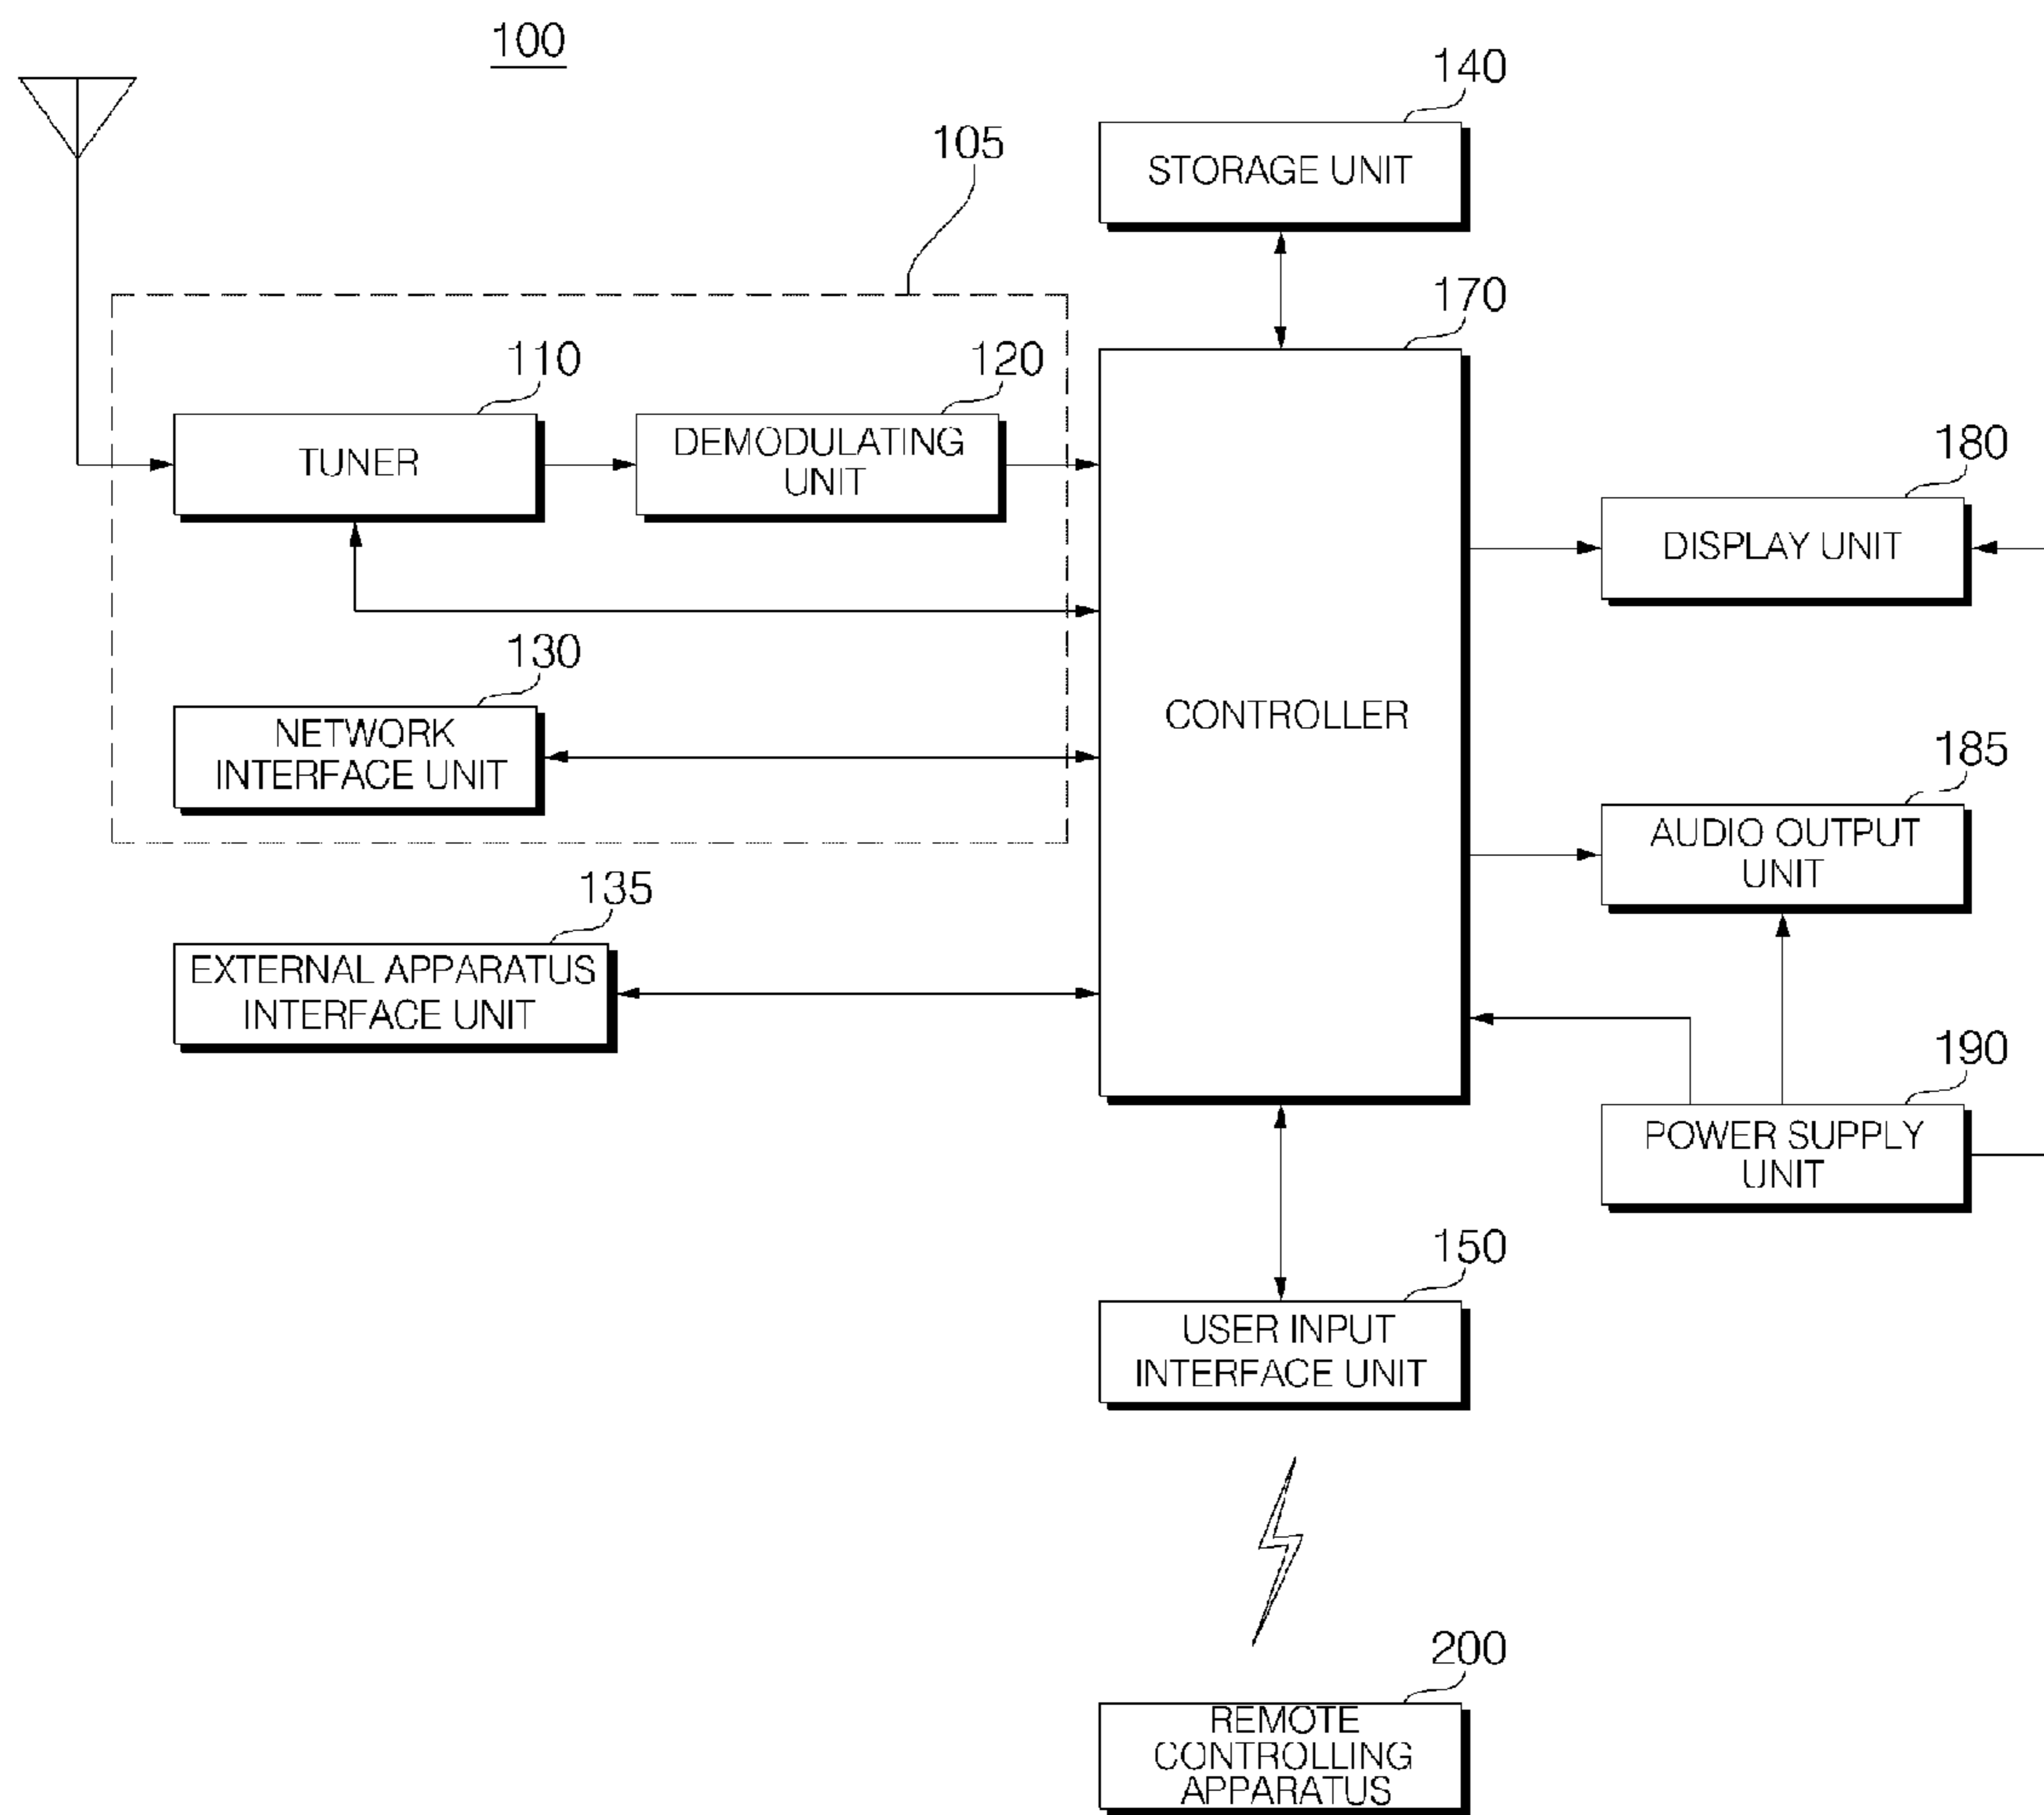 100
140
STORAGE UNIT
105
170
110
120
TUNER
DEMODULATING
UNIT
180
DISPLAY UNIT
130
NETWORK
INTERFACE UNIT
CONTROLLER
185
AUDIO OUTPUT
UNIT
135
EXTERNAL APPARATUS
INTERFACE UNIT
190
POWER SUPPLY
UNIT
150
USER INPUT
INTERFACE UNIT
200
REMOTE
CONTROLLING
APPARATUS